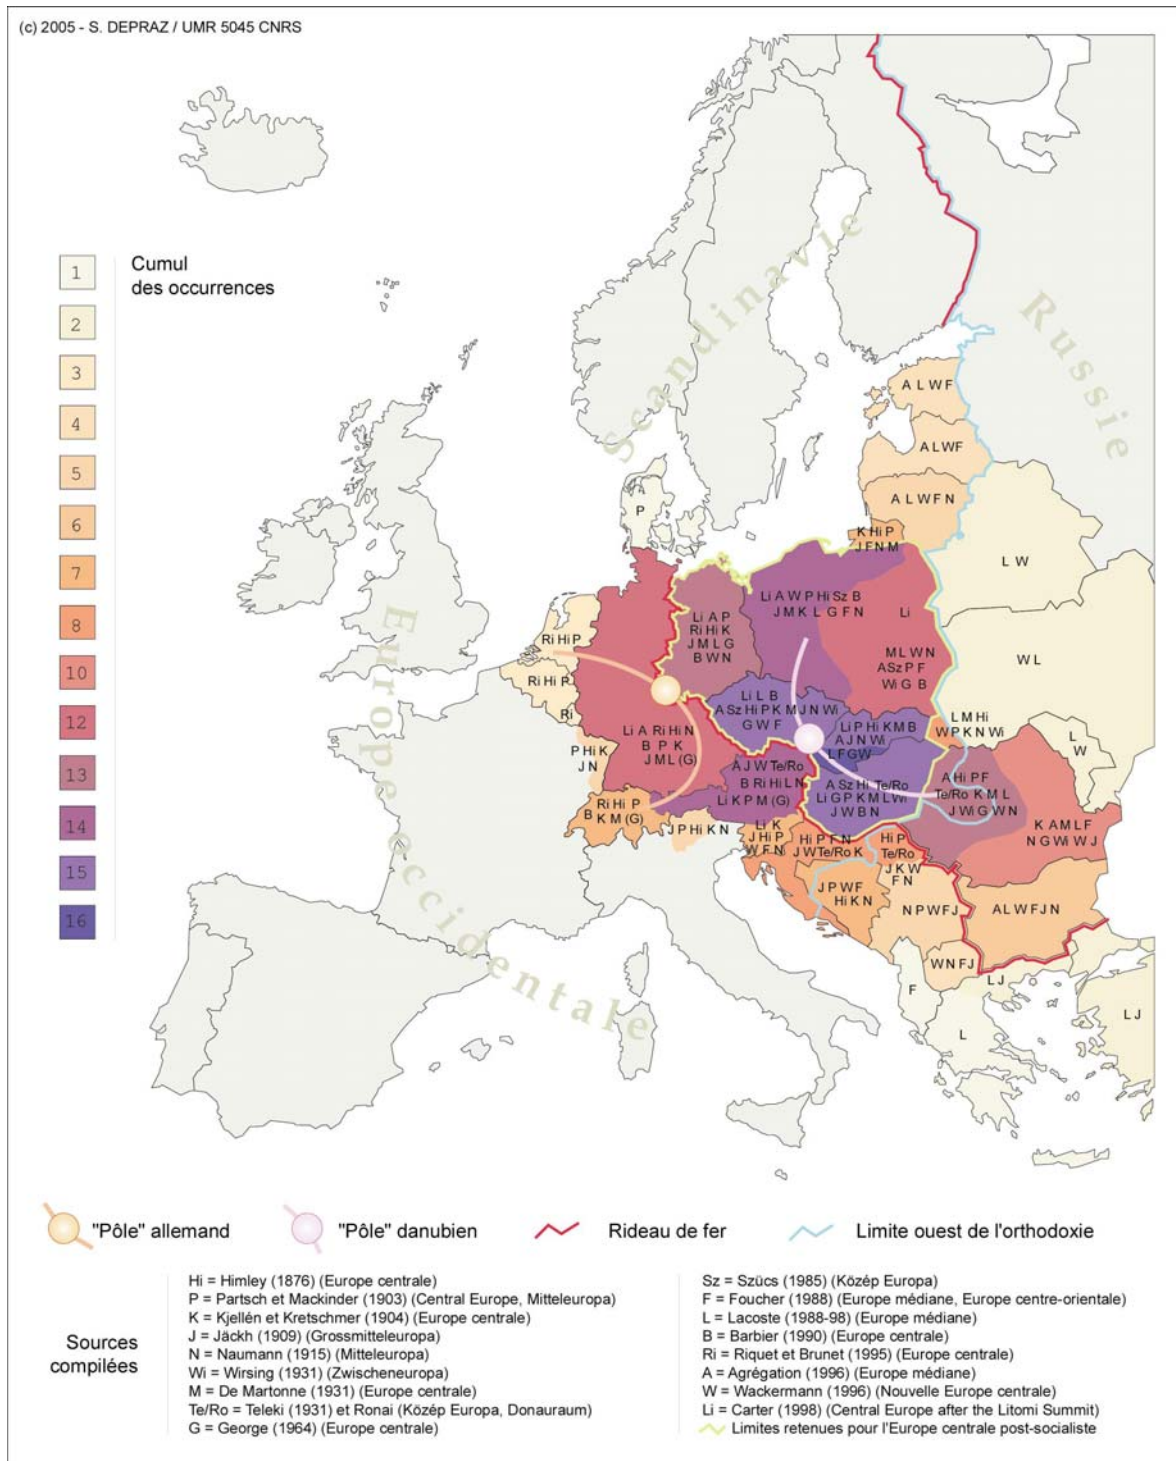 (c) 2005 - S. DEPRAZ / UMR 5045 CNRS
Cumul
des occurrences
1
2
3
4
5
6
7
8
10
12
13
14
15
16
Scandinavie
Russie
Europe occidentale
A L W F
A L W F
A L W F N
K Hi P
J F N M
P
L W
W L
Li A W P Hi Sz B
J M K L G F N
Li
M L W N
A Sz P F
Wi G B
Li A P
Ri Hi K
J M L G
B W N
Ri Hi P
Ri Hi P
Ri
Li L B
A Sz Hi P K M J N Wi
G W F
Li P Hi K M B
A J N Wi
L F G W
L M Hi
W P K N Wi
L
W
Li A Ri Hi N
B P K
J M L (G)
P Hi K
J N
A J W Te/Ro
B Ri Hi L N
Li K P M (G)
A Sz Hi Te/Ro
Li G P K M L Wi
J W B N
A Hi P F
Te/Ro K M L
J Wi G W N
K A M L F
N G Wi W J
Ri Hi P
B K M (G)
J P Hi K N
Li K
J Hi P
W F N
Hi P F N
J W Te/Ro K
Hi P
Te/Ro
J K W
F N
J P W F
Hi K N
N P W F J
A L W F J N
W N F J
F
L J
L
L J
"Pôle" allemand
"Pôle" danubien
Rideau de fer
Limite ouest de l'orthodoxie
Sources
compilées
Hi = Himley (1876) (Europe centrale)
P = Partsch et Mackinder (1903) (Central Europe, Mitteleuropa)
K = Kjellén et Kretschmer (1904) (Europe centrale)
J = Jäckh (1909) (Grossmitteleuropa)
N = Naumann (1915) (Mitteleuropa)
Wi = Wirsing (1931) (Zwischeneuropa)
M = De Martonne (1931) (Europe centrale)
Te/Ro = Teleki (1931) et Ronai (Közép Europa, Donauraum)
G = George (1964) (Europe centrale)
Sz = Szücs (1985) (Közép Europa)
F = Foucher (1988) (Europe médiane, Europe centre-orientale)
L = Lacoste (1988-98) (Europe médiane)
B = Barbier (1990) (Europe centrale)
Ri = Riquet et Brunet (1995) (Europe centrale)
A = Agrégation (1996) (Europe médiane)
W = Wackermann (1996) (Nouvelle Europe centrale)
Li = Carter (1998) (Central Europe after the Litomi Summit)
Limites retenues pour l'Europe centrale post-socialiste